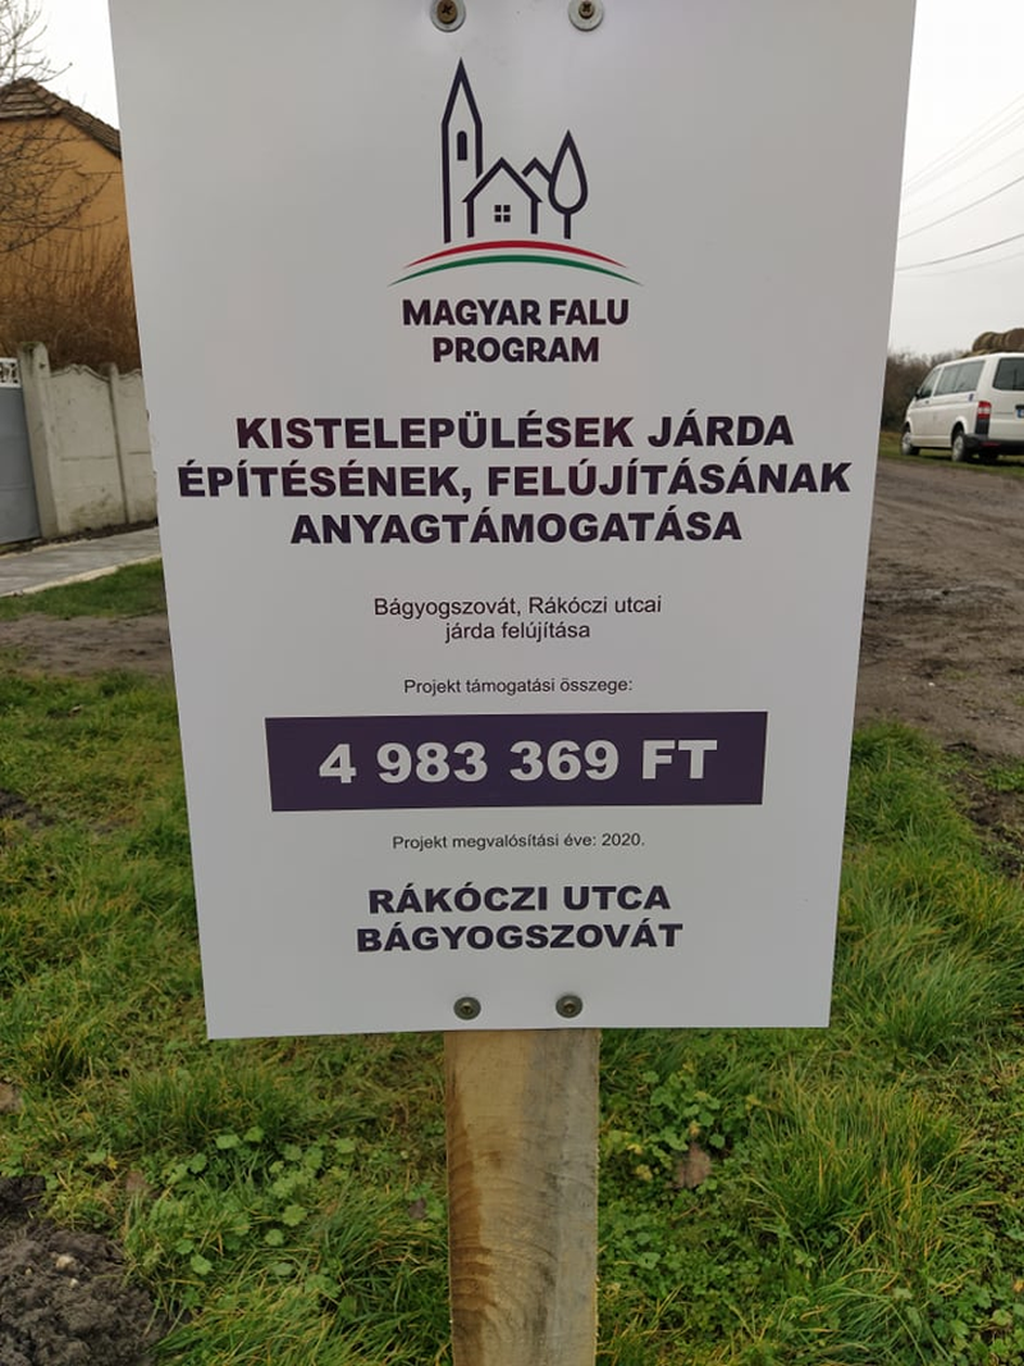 MAGYAR FALU
PROGRAM
KISTELEPÜLÉSEK JÁRDA
ÉPÍTÉSÉNEK, FELÚJÍTÁSÁNAK
ANYAGTÁMOGATÁSA
Bágyogszovát, Rákóczi utcai
járda felújítása
Projekt támogatási összege:
4 983 369 FT
Projekt megvalósítási éve: 2020.
RÁKÓCZI UTCA
BÁGYOGSZOVÁT